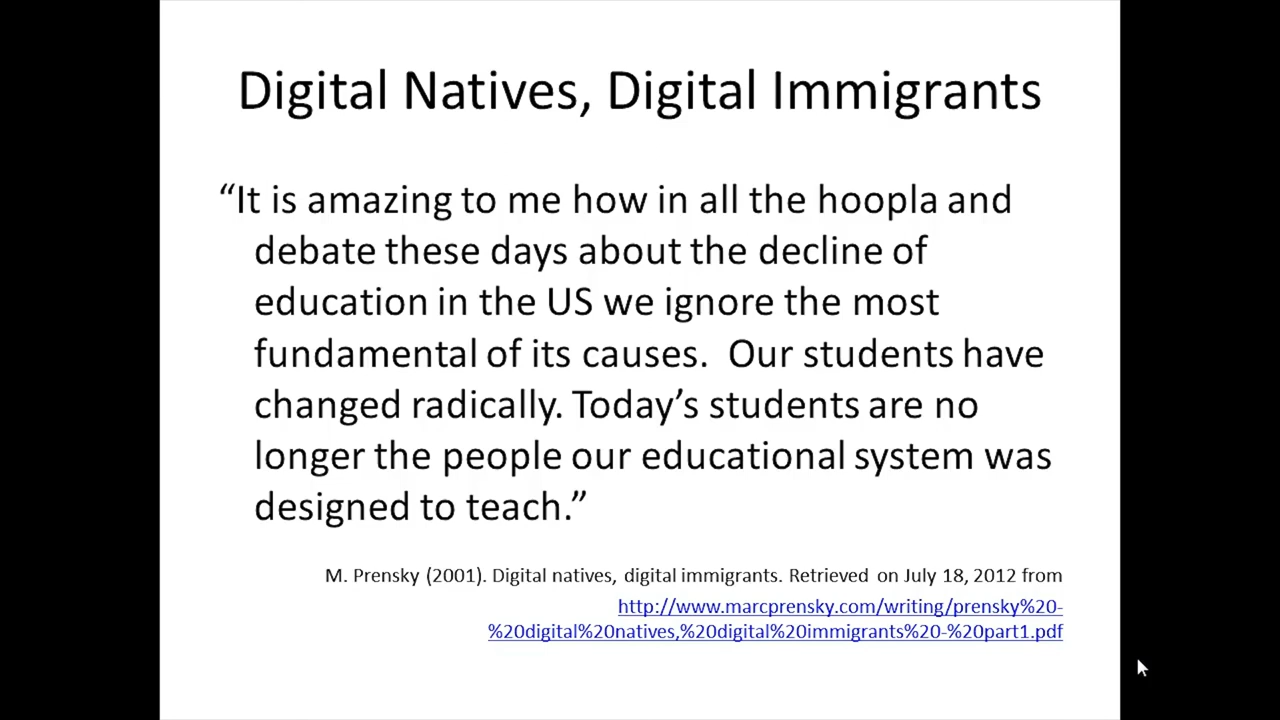 Digital Natives, Digital Immigrants
“It is amazing to me how in all the hoopla and
debate these days about the decline of
education in the US we ignore the most
fundamental of its causes.  Our students have
changed radically. Today’s students are no
longer the people our educational system was
designed to teach.”
M. Prensky (2001). Digital natives, digital immigrants. Retrieved on July 18, 2012 from
http://www.marcprensky.com/writing/prensky%20-
%20digital%20natives,%20digital%20immigrants%20-%20part1.pdf